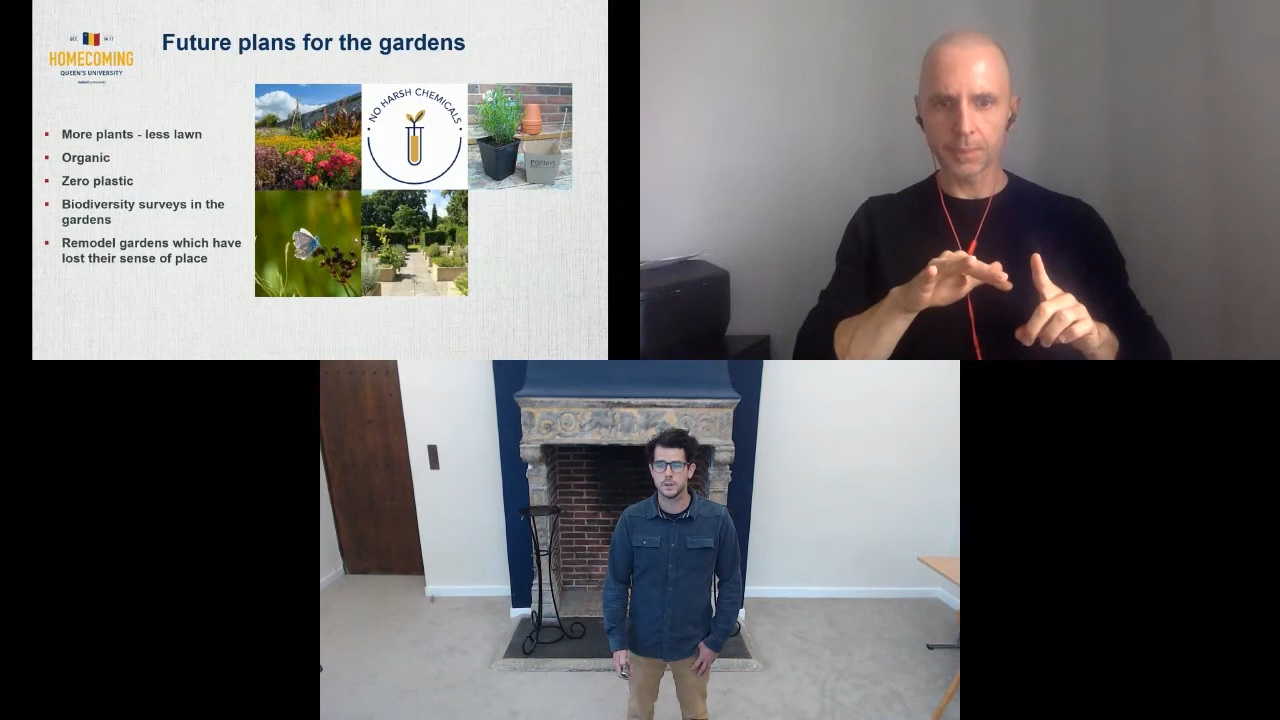 Future plans for the gardens
HOMECOMING
QUEEN'S UNIVERSITY
NO HARSH CHEMICALS
More plants - less lawn
Organic
Zero plastic
Biodiversity surveys in the
gardens
Remodel gardens which have
lost their sense of place